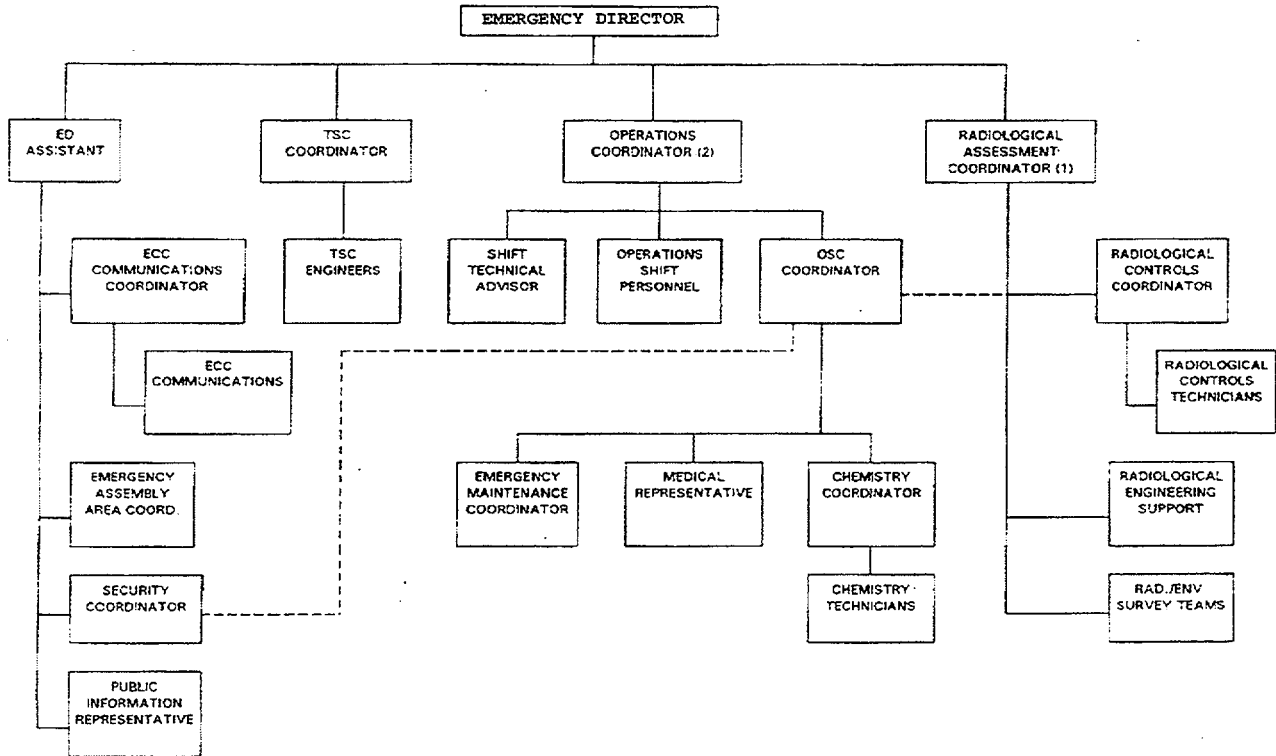 EMERGENCY DIRECTOR
ED
ASSISTANT
TSC
COORDINATOR
OPERATIONS
COORDINATOR (2)
RADIOLOGICAL
ASSESSMENT
COORDINATOR (1)
ECC
COMMUNICATIONS
COORDINATOR
TSC
ENGINEERS
SHIFT
TECHNICAL
ADVISOR
OPERATIONS
SHIFT
PERSONNEL
OSC
COORDINATOR
RADIOLOGICAL
CONTROLS
COORDINATOR
ECC
COMMUNICATIONS
RADIOLOGICAL
CONTROLS
TECHNICIANS
EMERGENCY
ASSEMBLY
AREA COORD.
EMERGENCY
MAINTENANCE
COORDINATOR
MEDICAL
REPRESENTATIVE
CHEMISTRY
COORDINATOR
RADIOLOGICAL
ENGINEERING
SUPPORT
SECURITY
COORDINATOR
CHEMISTRY
TECHNICIANS
RAD./ENV
SURVEY TEAMS
PUBLIC
INFORMATION
REPRESENTATIVE